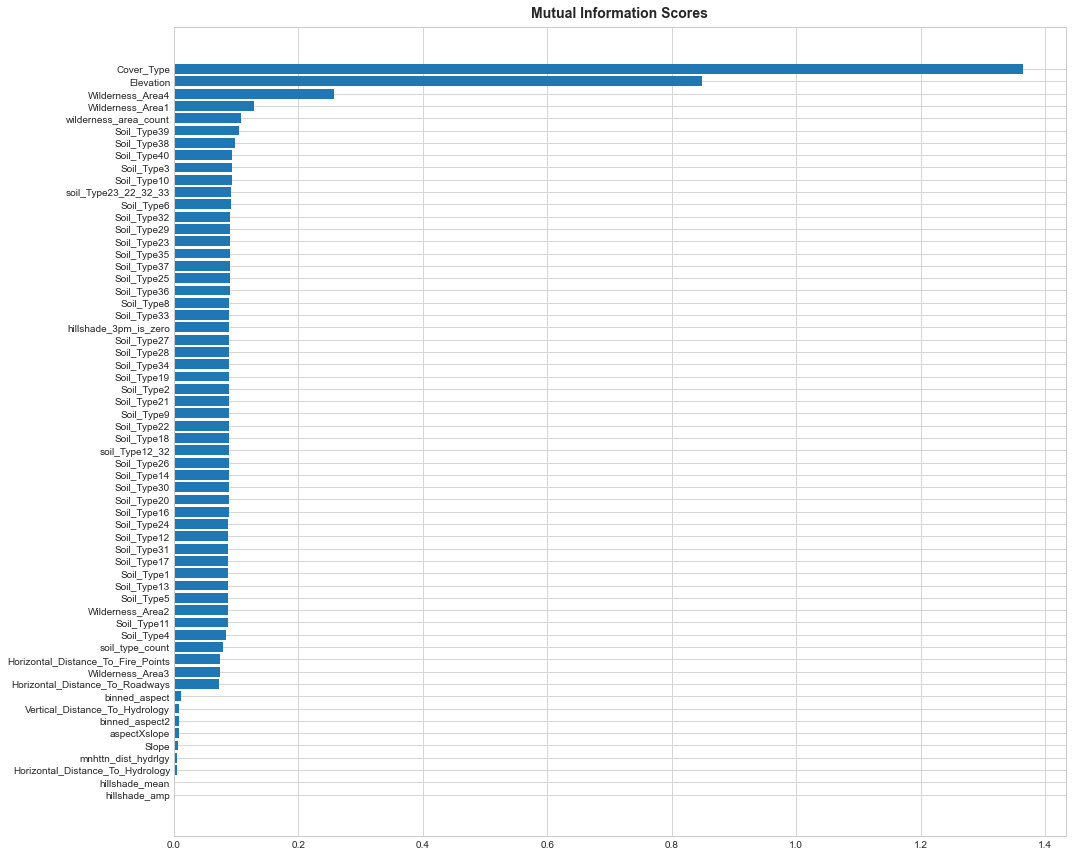 Mutual Information Scores
Cover_Type
Elevation
Wilderness_Area4
Wilderness_Area1
wilderness_area_count
Soil_Type39
Soil_Type38
Soil_Type40
Soil_Type3
Soil_Type10
soil_Type23_22_32_33
Soil_Type6
Soil_Type32
Soil_Type29
Soil_Type23
Soil_Type35
Soil_Type37
Soil_Type25
Soil_Type36
Soil_Type8
Soil_Type33
hillshade_3pm_is_zero
Soil_Type27
Soil_Type28
Soil_Type34
Soil_Type19
Soil_Type2
Soil_Type21
Soil_Type9
Soil_Type22
Soil_Type18
soil_Type12_32
Soil_Type26
Soil_Type14
Soil_Type30
Soil_Type20
Soil_Type16
Soil_Type24
Soil_Type12
Soil_Type31
Soil_Type17
Soil_Type1
Soil_Type13
Soil_Type5
Wilderness_Area2
Soil_Type11
Soil_Type4
soil_type_count
Horizontal_Distance_To_Fire_Points
Wilderness_Area3
Horizontal_Distance_To_Roadways
binned_aspect
Vertical_Distance_To_Hydrology
binned_aspect2
aspectXslope
Slope
mnhttn_dist_hydrlgy
Horizontal_Distance_To_Hydrology
hillshade_mean
hillshade_amp
0.0 0.2 0.4 0.6 0.8 1.0 1.2 1.4